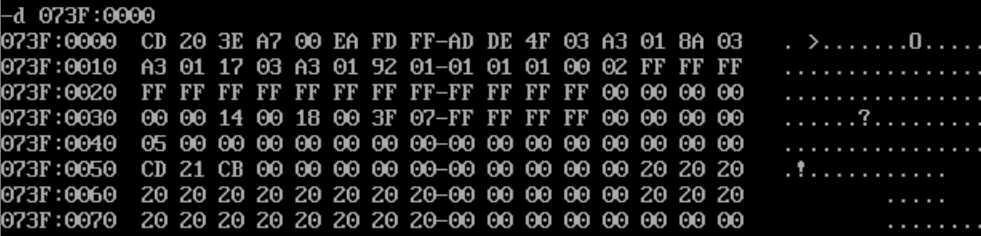 -d 073F:0000
073F:0000  CD 20 3E A7 00 EA FD FF-AD DE 4F 03 A3 01 8A 03   . >.......O.....
073F:0010  A3 01 17 03 A3 01 92 01-01 01 01 00 02 FF FF FF   ................
073F:0020  FF FF FF FF FF FF FF FF-FF FF FF FF 00 00 00 00   ................
073F:0030  00 00 14 00 18 00 3F 07-FF FF FF FF 00 00 00 00   ......?.........
073F:0040  05 00 00 00 00 00 00 00-00 00 00 00 00 00 00 00   ................
073F:0050  CD 21 CB 00 00 00 00 00-00 00 00 00 00 20 20 20   .!...........
073F:0060  20 20 20 20 20 20 20 20-00 00 00 00 00 20 20 20           .....
073F:0070  20 20 20 20 20 20 20 20-00 00 00 00 00 00 00 00           ........